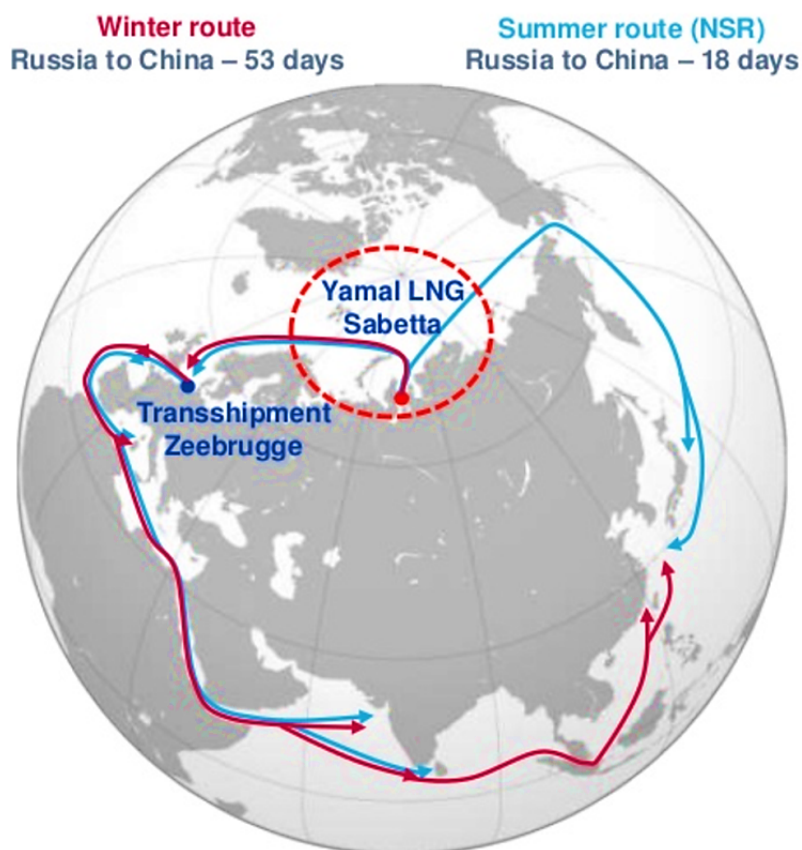 Winter route
Russia to China – 53 days
Summer route (NSR)
Russia to China – 18 days
Yamal LNG
Sabetta
Transshipment
Zeebrugge